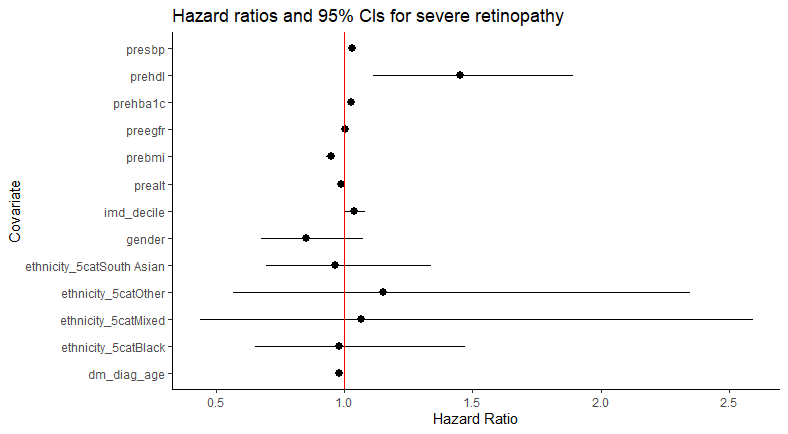 Hazard ratios and 95% CIs for severe retinopathy
Covariate
presbp
prehdl
prehba1c
preegfr
prebmi
prealt
imd_decile
gender
ethnicity_5catSouth Asian
ethnicity_5catOther
ethnicity_5catMixed
ethnicity_5catBlack
dm_diag_age
0.5 1.0 1.5 2.0 2.5
Hazard Ratio